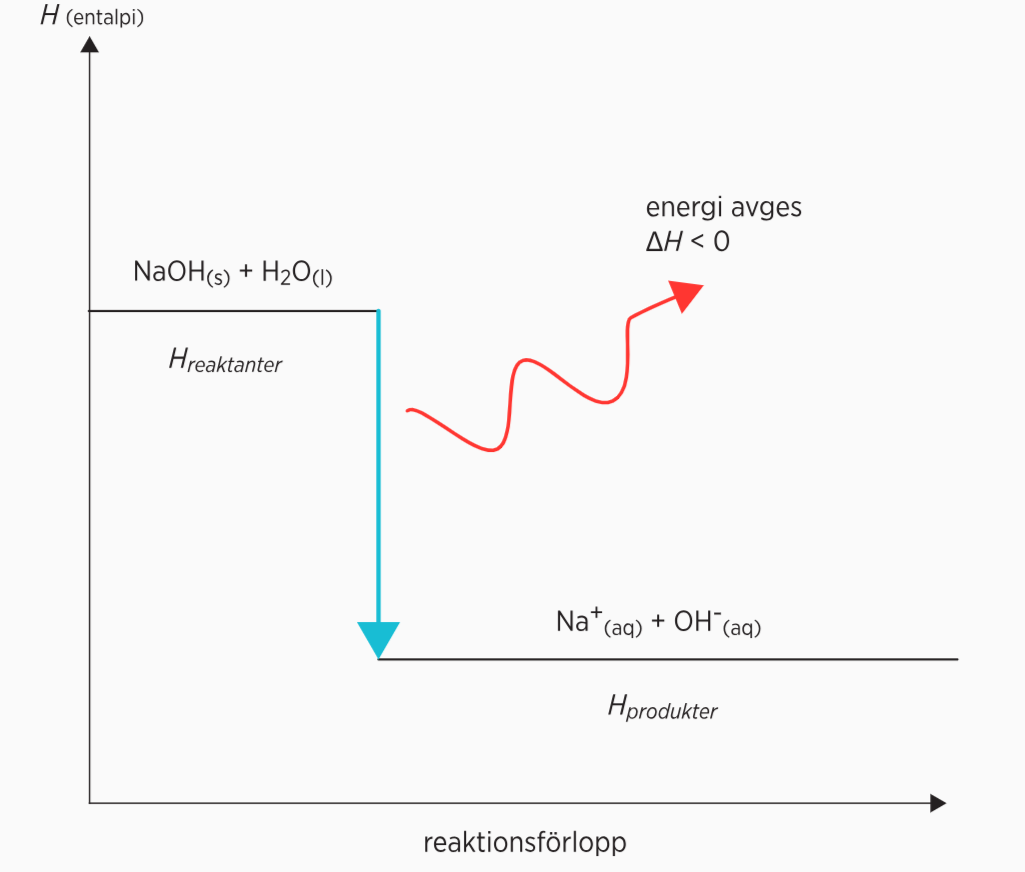 H (entalpi)
energi avges
ΔH < 0
NaOH(s) + H2O(l)
Hreaktanter
Na+(aq) + OH-(aq)
Hprodukter
reaktionsförlopp